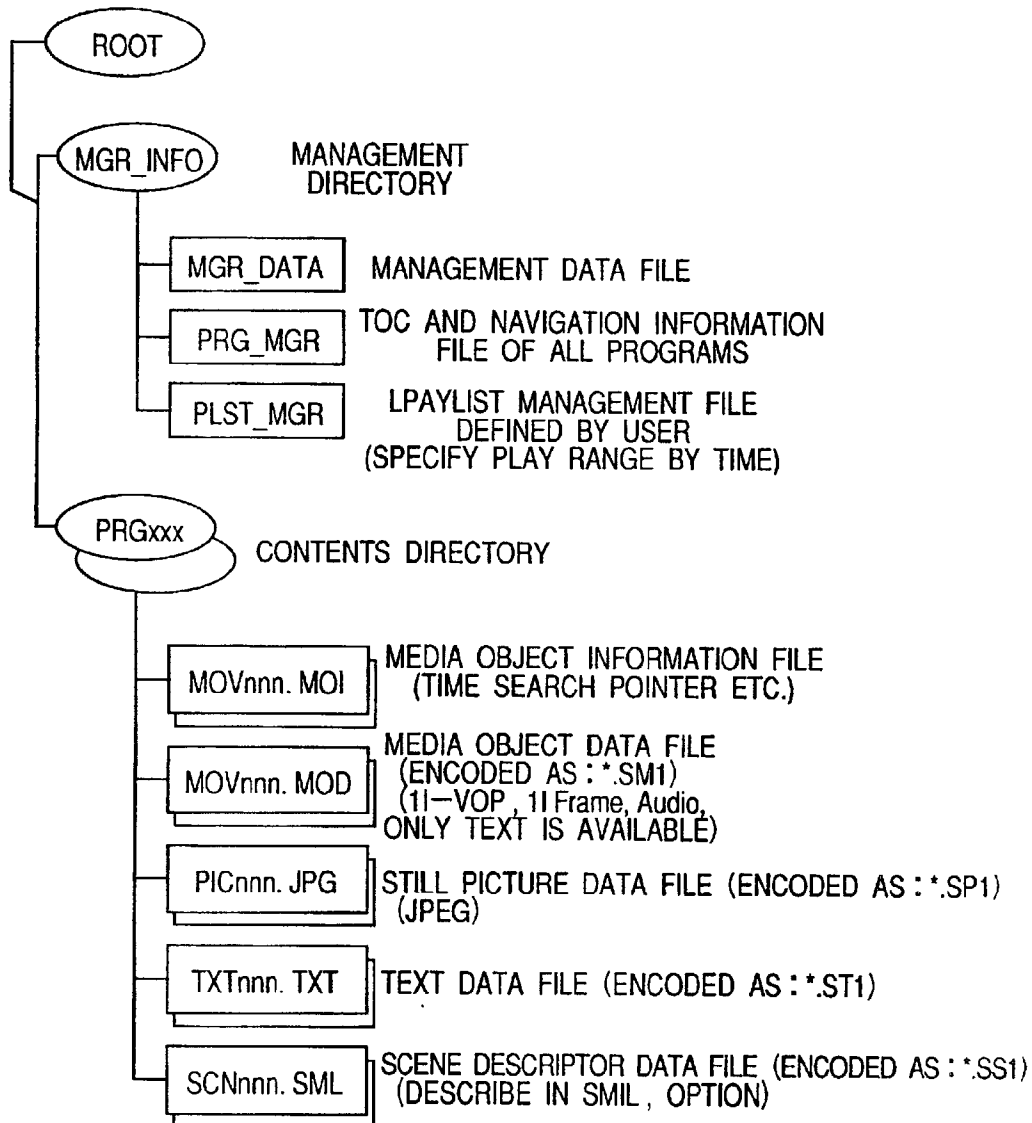 ROOT
MGR_INFO
MANAGEMENT
DIRECTORY
MGR_DATA
MANAGEMENT DATA FILE
PRG_MGR
TOC AND NAVIGATION INFORMATION
FILE OF ALL PROGRAMS
PLST_MGR
LPAYLIST MANAGEMENT FILE
DEFINED BY USER
(SPECIFY PLAY RANGE BY TIME)
PRGxxx
CONTENTS DIRECTORY
MOVnnn. MOI
MEDIA OBJECT INFORMATION FILE
(TIME SEARCH POINTER ETC.)
MOVnnn. MOD
MEDIA OBJECT DATA FILE
(ENCODED AS : *.SM1)
(1I-VOP, 1I Frame, Audio,
ONLY TEXT IS AVAILABLE)
PICnnn. JPG
STILL PICTURE DATA FILE (ENCODED AS : *.SP1)
(JPEG)
TXTnnn. TXT
TEXT DATA FILE (ENCODED AS : *.ST1)
SCNnnn. SML
SCENE DESCRIPTOR DATA FILE (ENCODED AS : *.SS1)
(DESCRIBE IN SMIL, OPTION)